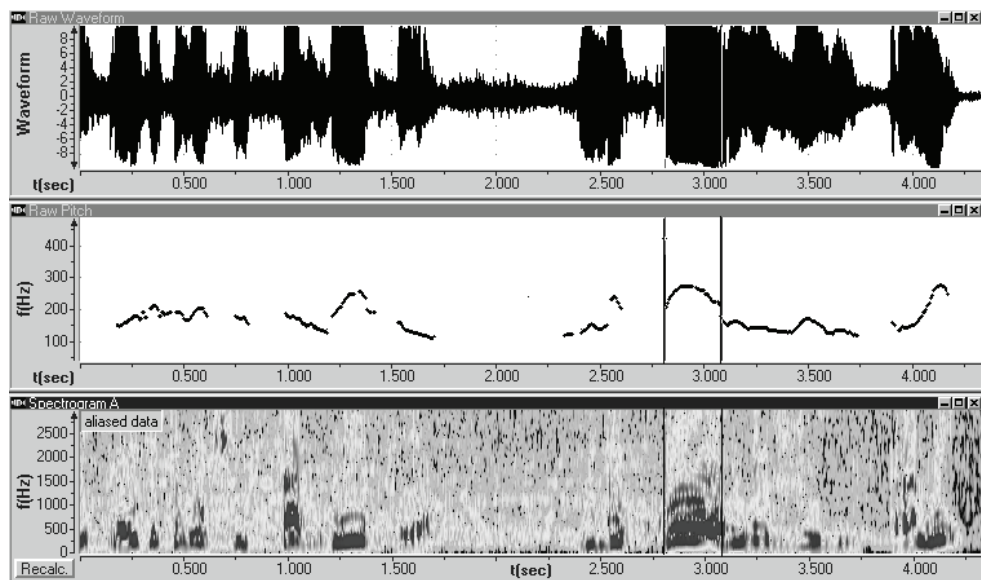 Raw Waveform
Waveform
8
6
4
2
0
-2
-4
-6
-8
t(sec) 0.500 1.000 1.500 2.000 2.500 3.000 3.500 4.000
Raw Pitch
f(Hz)
400
300
200
100
t(sec) 0.500 1.000 1.500 2.000 2.500 3.000 3.500 4.000
Spectrogram A
aliased data
f(Hz)
2500
2000
1500
1000
500
0
Recalc. 0.500 1.000 1.500 t(sec) 2.500 3.000 3.500 4.000